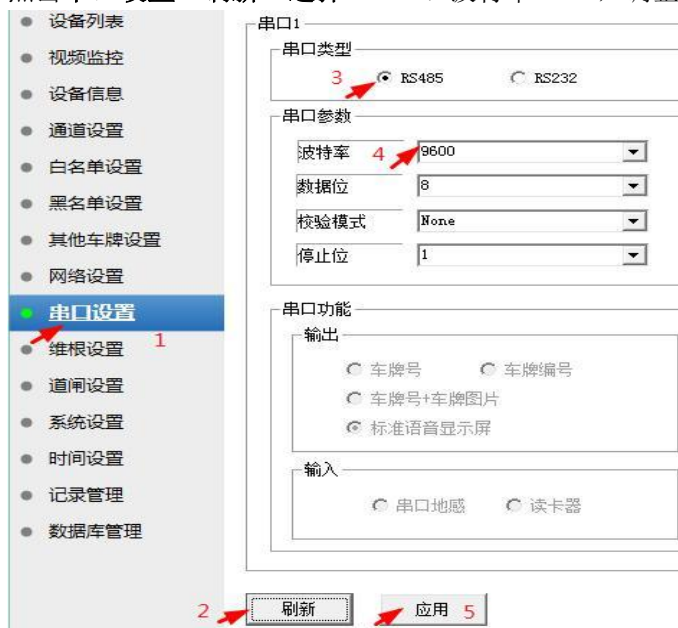 设备列表
视频监控
设备信息
通道设置
白名单设置
黑名单设置
其他车牌设置
网络设置
串口设置
1
维根设置
道闸设置
系统设置
时间设置
记录管理
数据库管理
串口1
串口类型
3 RS485 RS232
串口参数
波特率 4 9600
数据位 8
校验模式 None
停止位 1
串口功能
输出
车牌号 车牌编号
车牌号+车牌图片
标准语音显示屏
输入
串口地感 读卡器
2 刷新 应用 5